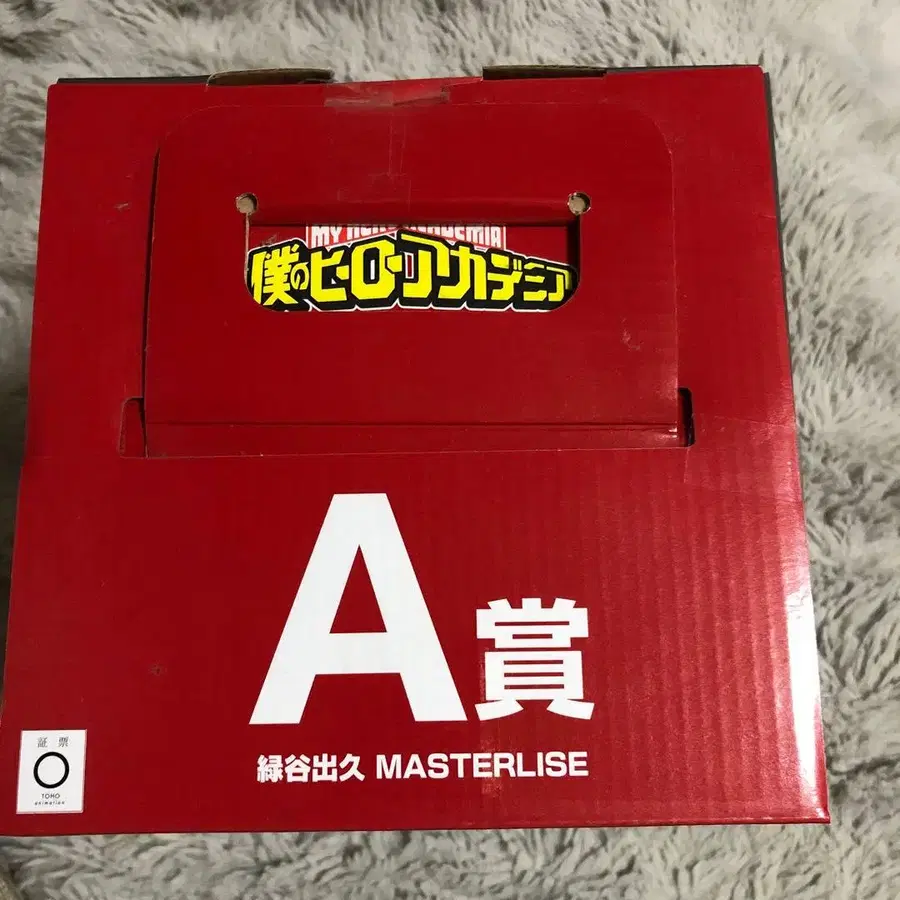 MY HERO ACADEMIA
僕のヒーローアカデミア
A賞
緑谷出久 MASTERLISE
証票
TOHO
animation